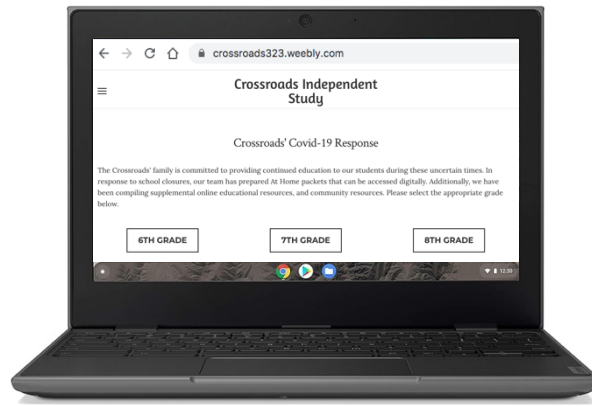 crossroads323.weebly.com
Crossroads Independent
Study
Crossroads' Covid-19 Response
The Crossroads' family is committed to providing continued education to our students during these uncertain times. In
response to school closures, our team has prepared At Home packets that can be accessed digitally. Additionally, we have
been compiling supplemental online educational resources, and community resources. Please select the appropriate grade
below.
6TH GRADE 7TH GRADE 8TH GRADE
12:30